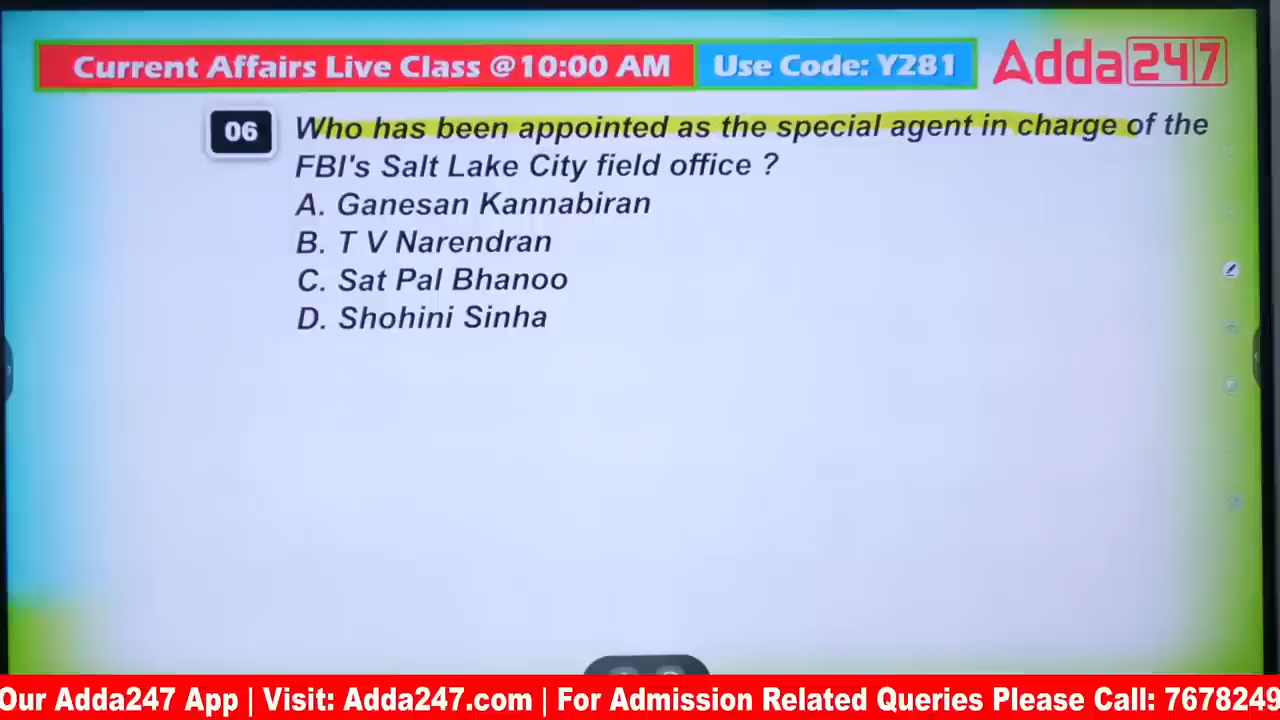 Current Affairs Live Class @10:00 AM
Use Code: Y281
Adda247
06
Who has been appointed as the special agent in charge of the
FBI's Salt Lake City field office ?
A. Ganesan Kannabiran
B. T V Narendran
C. Sat Pal Bhanoo
D. Shohini Sinha
Our Adda247 App | Visit: Adda247.com | For Admission Related Queries Please Call: 7678249